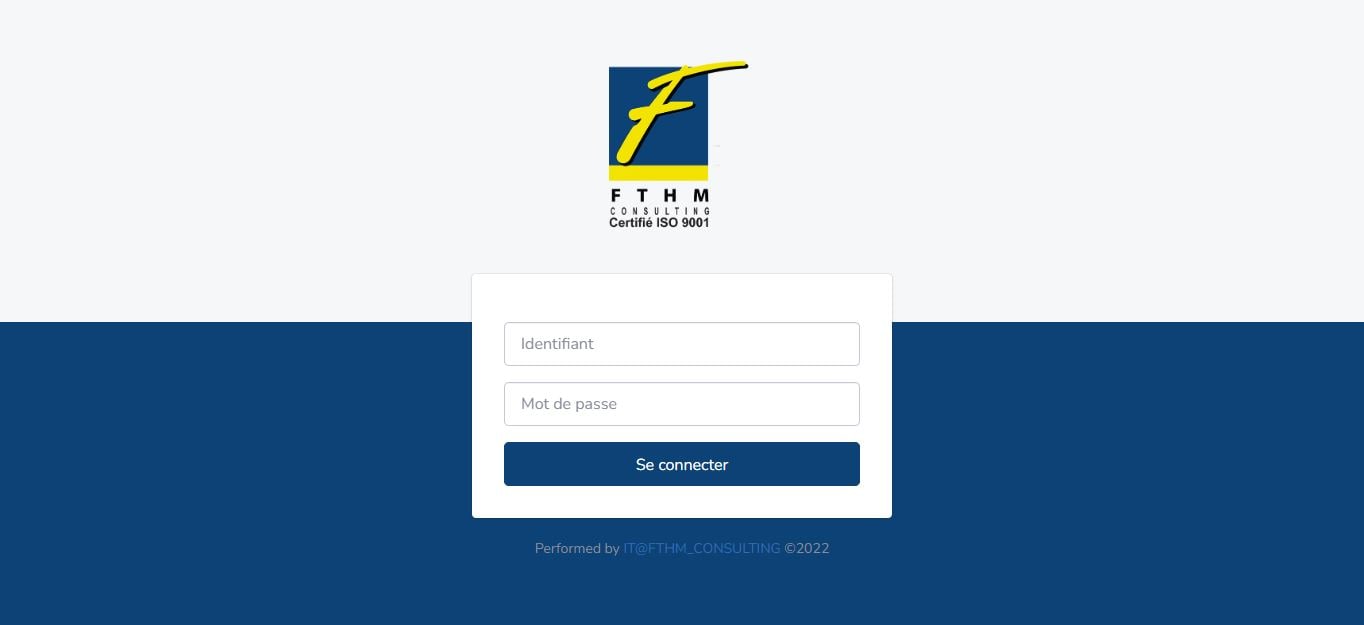 F T H M
CONSULTING
Certifié ISO 9001
Identifiant
Mot de passe
Se connecter
Performed by IT@FTHM_CONSULTING ©2022